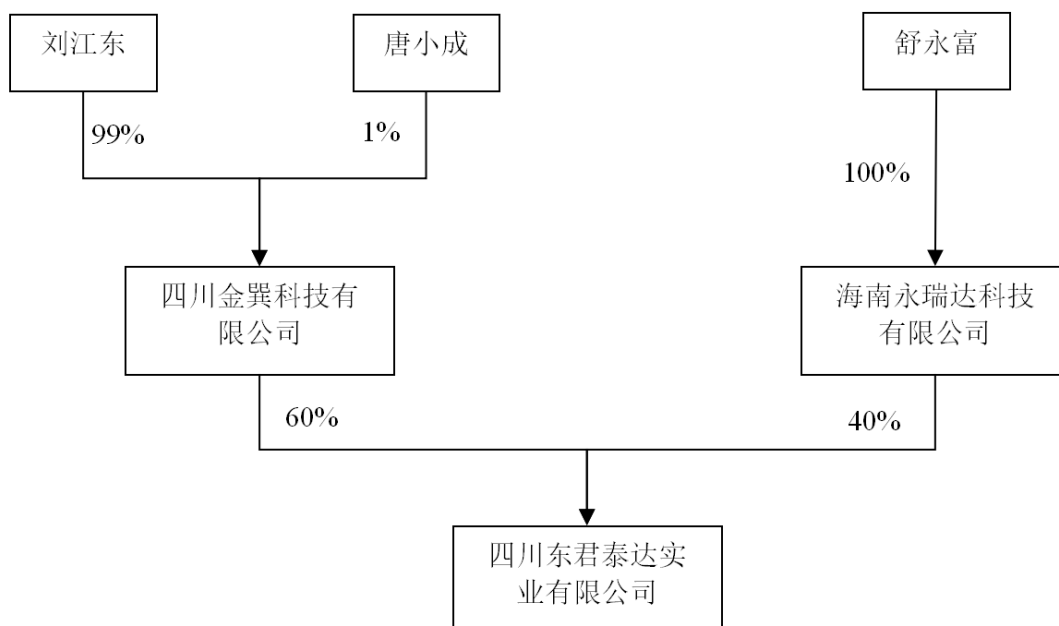 刘江东
唐小成
舒永富
99%
1%
100%
四川金巽科技有
限公司
海南永瑞达科技
有限公司
60%
40%
四川东君泰达实
业有限公司